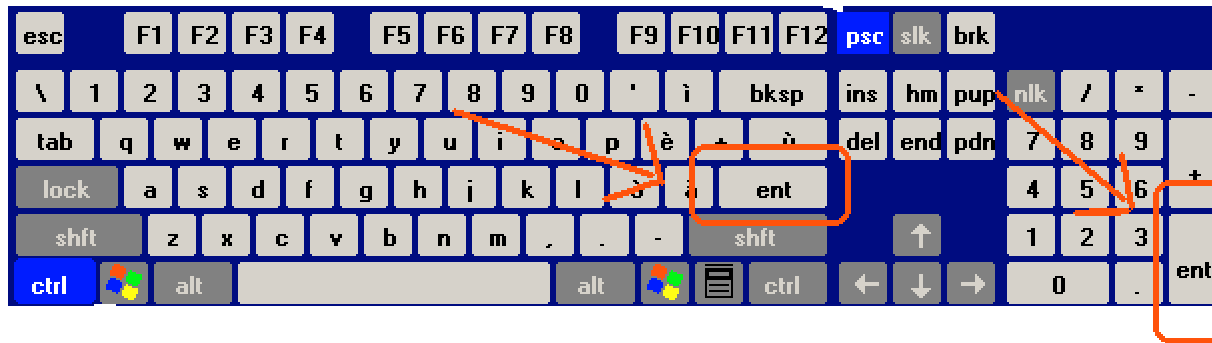 esc F1 F2 F3 F4 F5 F6 F7 F8 F9 F10 F11 F12 psc slk brk
\ 1 2 3 4 5 6 7 8 9 0 ' ì bksp ins hm pup nlk / * -
tab q w e r t y u i o p è + ù del end pdn 7 8 9 +
lock a s d f g h j k l ò à ent 4 5 6
shft z x c v b n m , . - shft ↑ 1 2 3
ctrl alt alt ctrl ← ↓ → 0 . ent